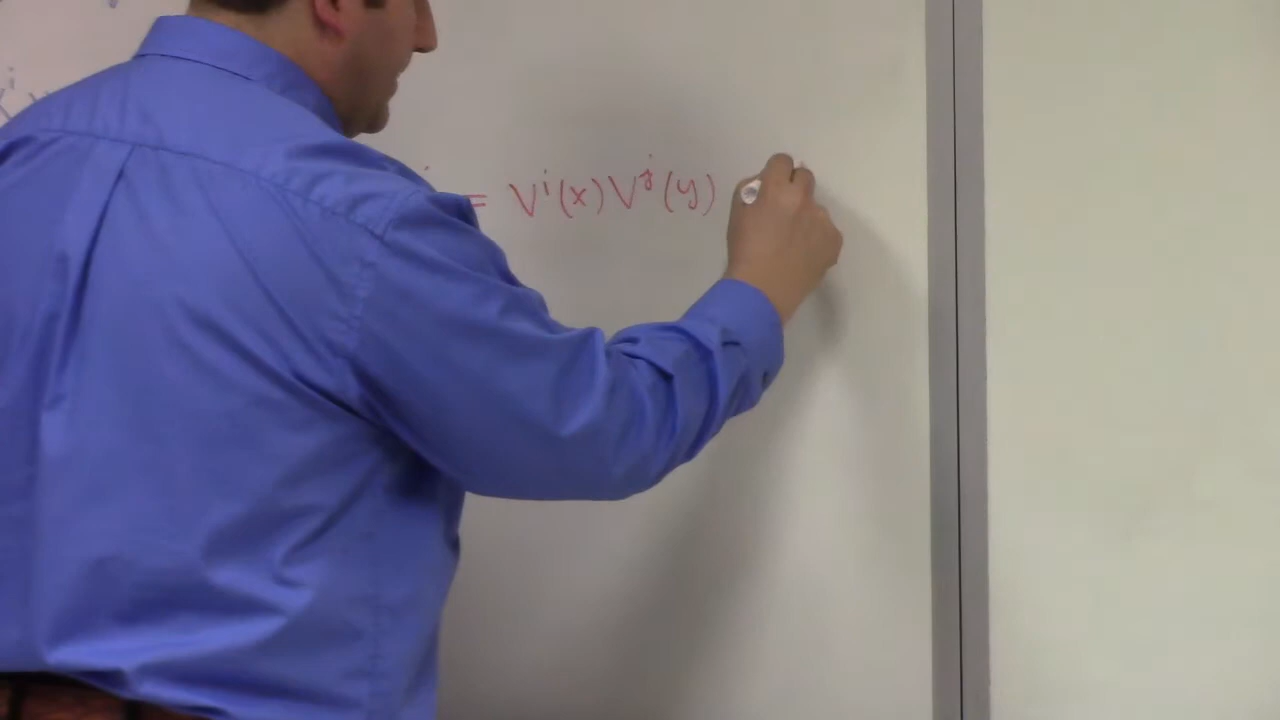 = Vⁱ(x) Vʲ(y)